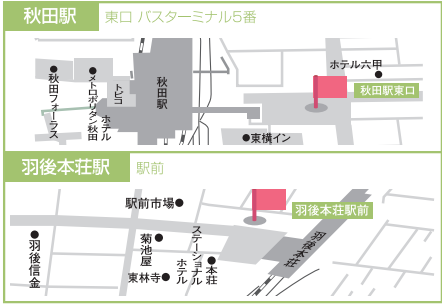 秋田駅
東口 バスターミナル5番
秋田フォーラス
メトロポリタン秋田
ホテル
トピコ
秋田駅
ホテル六甲
秋田駅東口
東横イン
羽後本荘駅
駅前
駅前市場
羽後信金
菊池屋
東林寺
ステーショナル
ホテル
本荘
羽後本荘
羽後本荘駅前